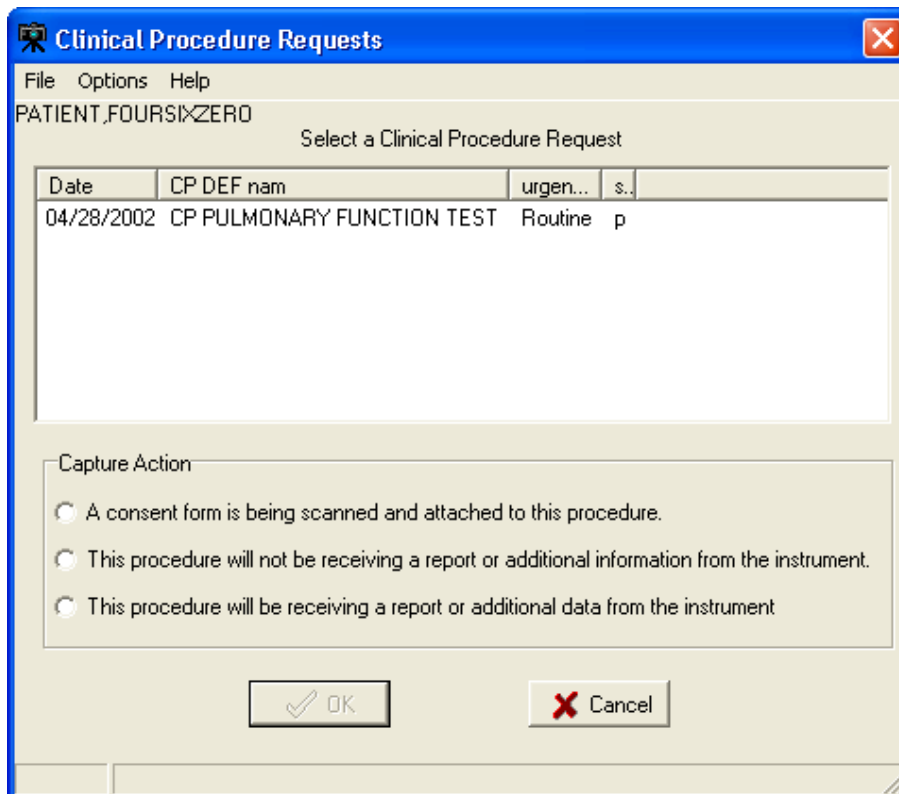 Clinical Procedure Requests
File Options Help
PATIENT,FOURSIXZERO
Select a Clinical Procedure Request
Date CP DEF nam urgen... s..
04/28/2002 CP PULMONARY FUNCTION TEST Routine p
Capture Action
A consent form is being scanned and attached to this procedure.
This procedure will not be receiving a report or additional information from the instrument.
This procedure will be receiving a report or additional data from the instrument
OK Cancel